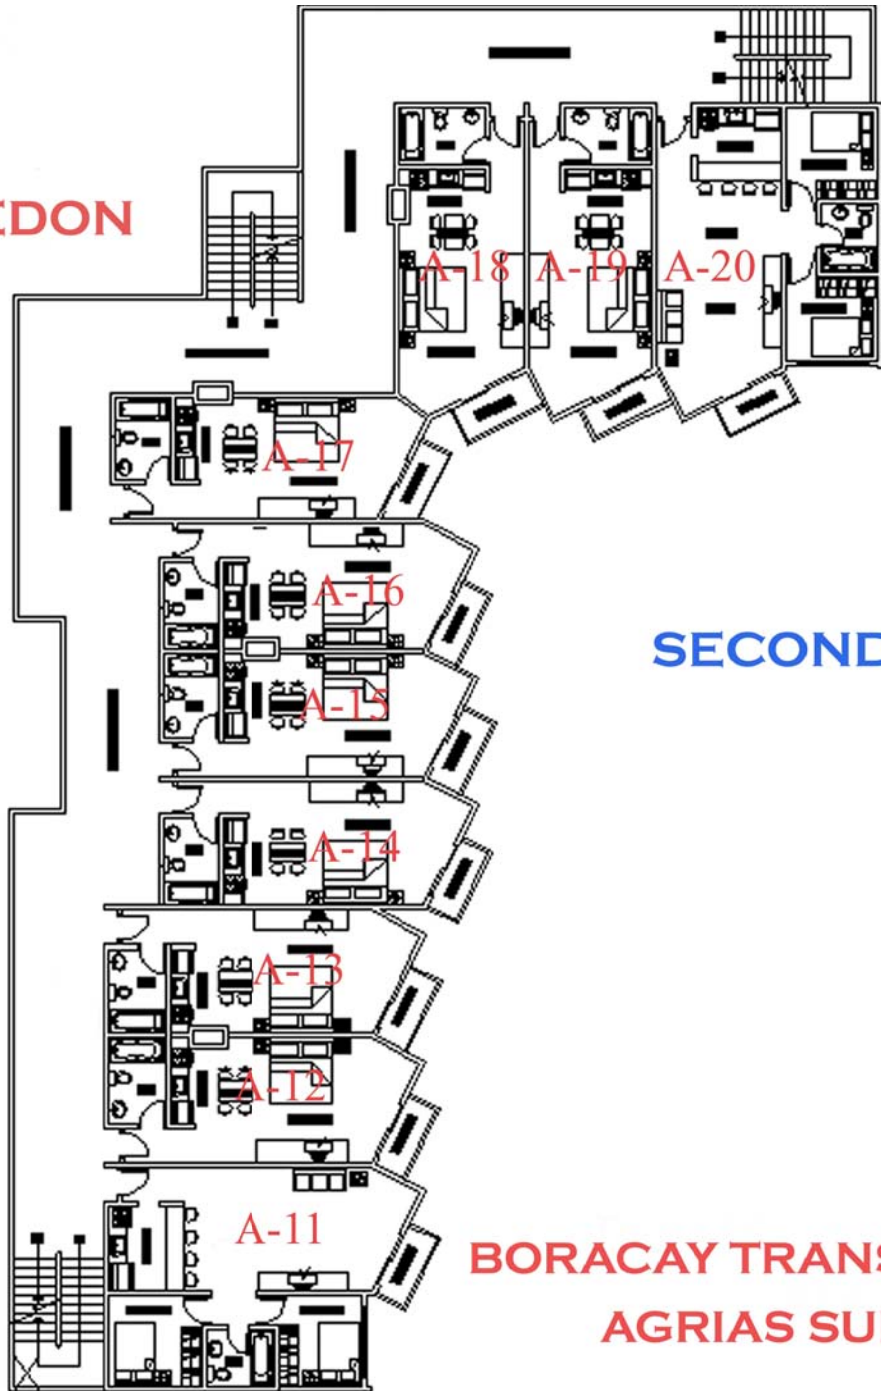 EDON
A-18
A-19
A-20
A-17
A-16
SECOND
A-15
A-14
A-13
A-12
A-11
BORACAY TRANS
AGRIAS SU